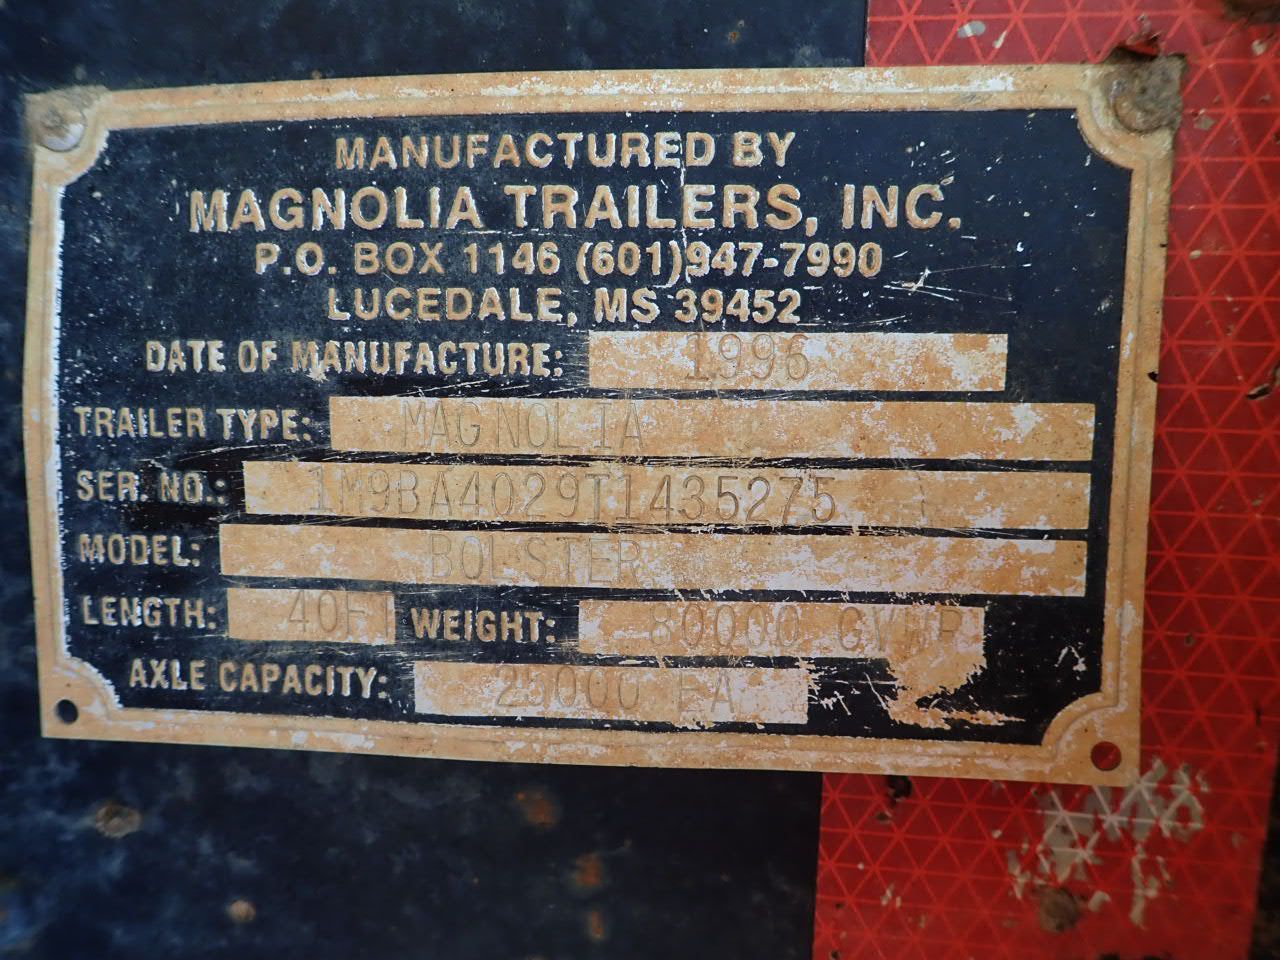 MANUFACTURED BY
MAGNOLIA TRAILERS, INC.
P.O. BOX 1146 (601)947-7990
LUCEDALE, MS 39452
DATE OF MANUFACTURE: 1996
TRAILER TYPE: MAGNOLIA
SER. NO.: 1M9BA4029T1435275
MODEL: BOLSTER
LENGTH: 40FT WEIGHT: 80000 GVWR
AXLE CAPACITY: 25000 EA.